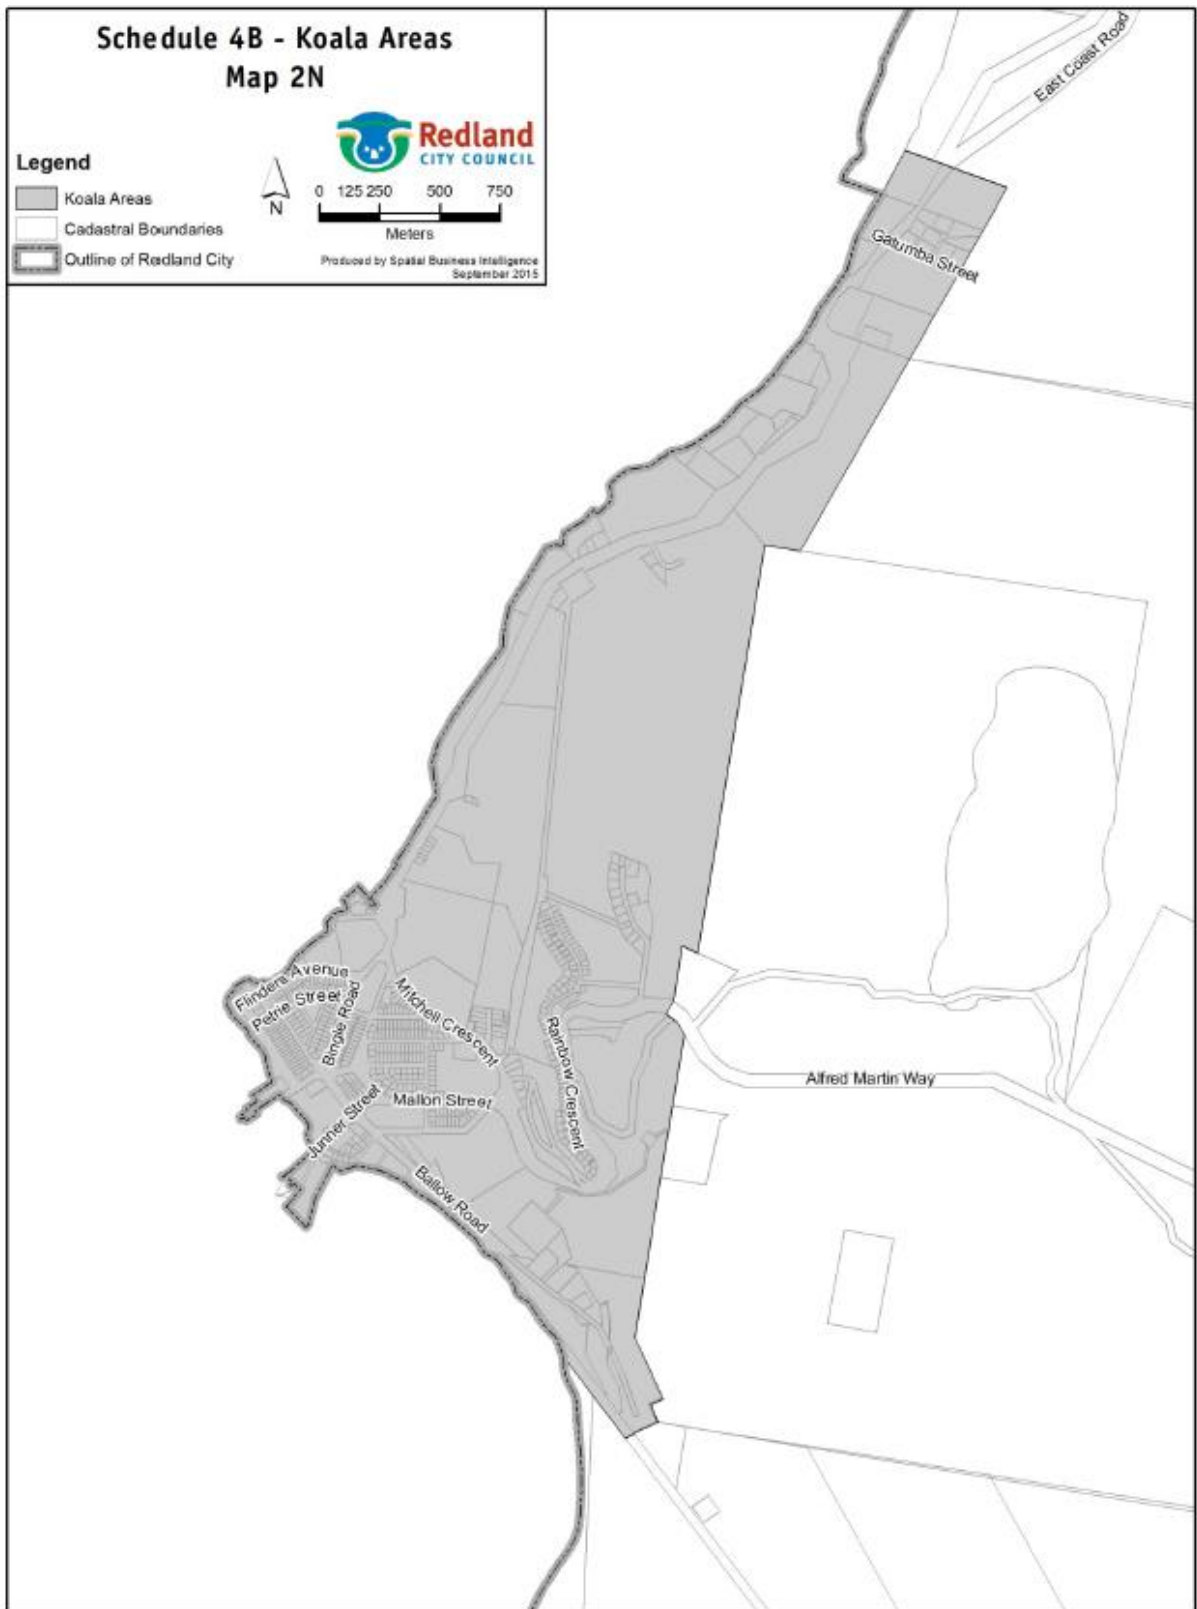 Schedule 4B - Koala Areas
Map 2N
Redland
CITY COUNCIL
Legend
Koala Areas
Cadastral Boundaries
Outline of Redland City
N
0 125 250 500 750
Meters
Produced by Spatial Business Intelligence
September 2015
East Coast Road
Gatumba Street
Flinders Avenue
Petrie Street
Bingle Road
Mitchell Crescent
Rainbow Crescent
Alfred Martin Way
Mallon Street
Junner Street
Ballow Road